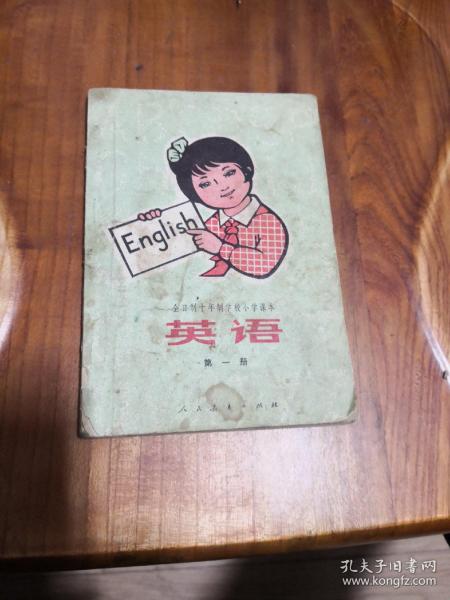 English
全日制十年制学校小学课本
英语
第一册
人民教育出版社
孔夫子旧书网
www.kongfz.com